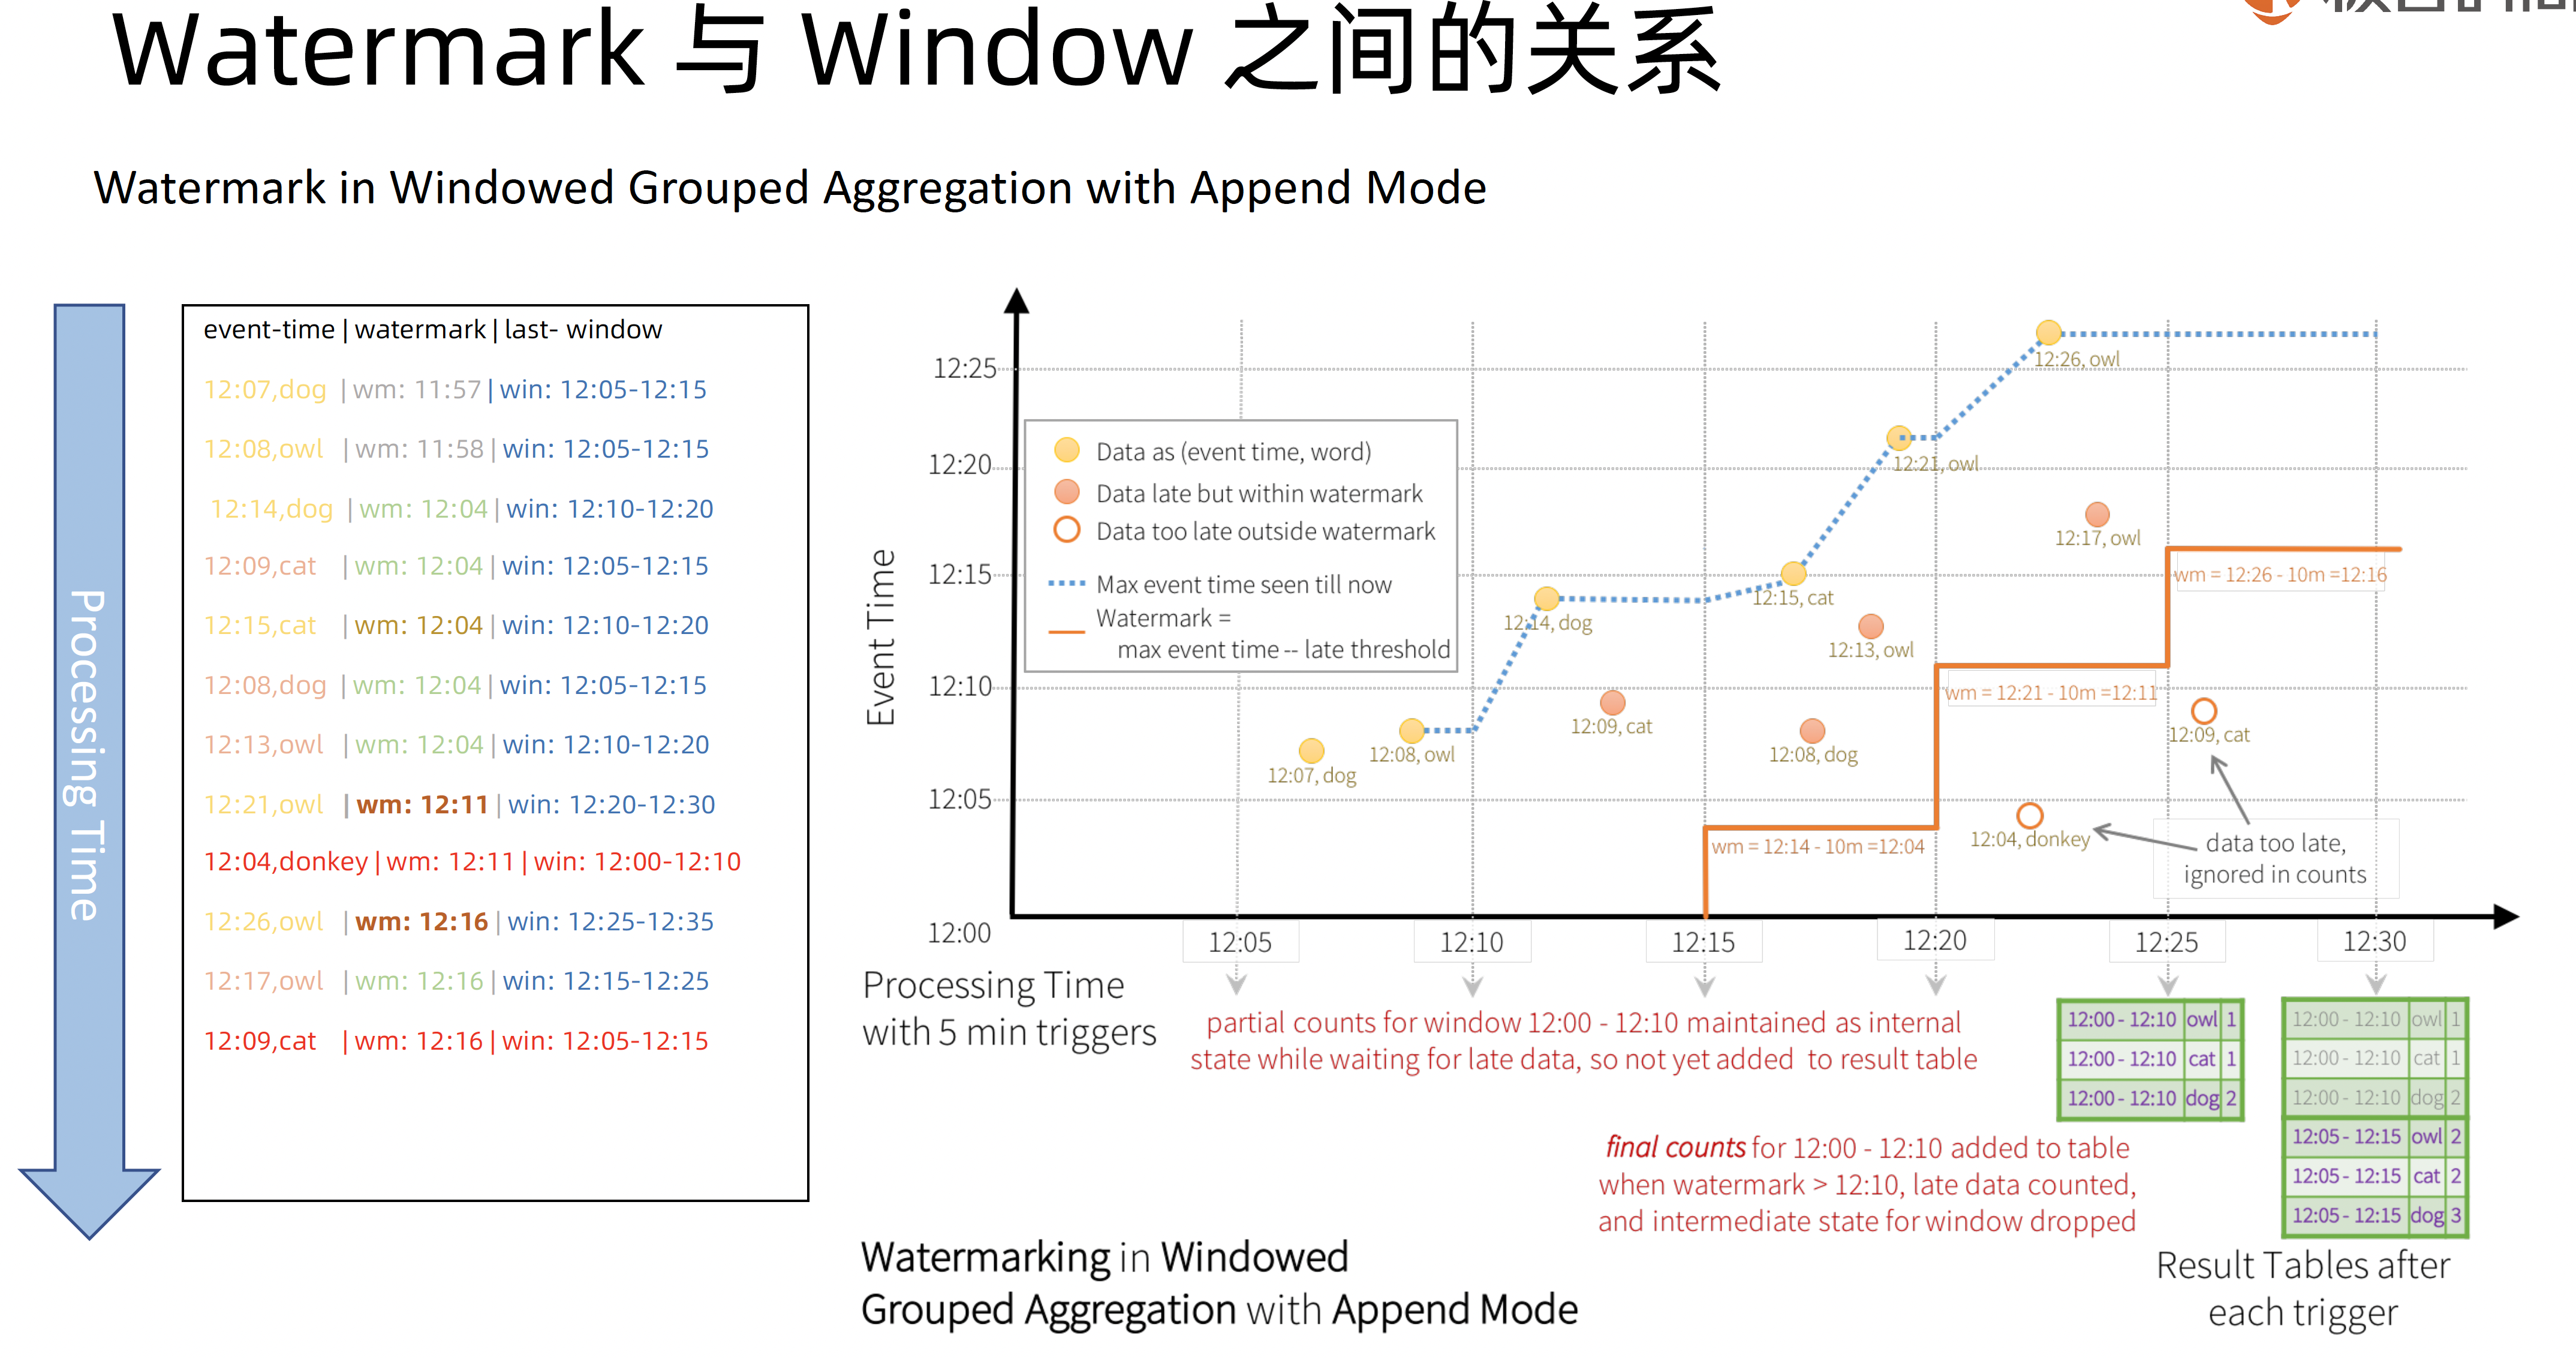 Watermark 与 Window 之间的关系
Watermark in Windowed Grouped Aggregation with Append Mode
Processing Time
event-time | watermark | last- window
12:07,dog | wm: 11:57 | win: 12:05-12:15
12:08,owl | wm: 11:58 | win: 12:05-12:15
12:14,dog | wm: 12:04 | win: 12:10-12:20
12:09,cat | wm: 12:04 | win: 12:05-12:15
12:15,cat | wm: 12:04 | win: 12:10-12:20
12:08,dog | wm: 12:04 | win: 12:05-12:15
12:13,owl | wm: 12:04 | win: 12:10-12:20
12:21,owl | wm: 12:11 | win: 12:20-12:30
12:04,donkey | wm: 12:11 | win: 12:00-12:10
12:26,owl | wm: 12:16 | win: 12:25-12:35
12:17,owl | wm: 12:16 | win: 12:15-12:25
12:09,cat | wm: 12:16 | win: 12:05-12:15
Event Time
12:25
12:20
12:15
12:10
12:05
12:00
Data as (event time, word)
Data late but within watermark
Data too late outside watermark
Max event time seen till now
Watermark =
max event time -- late threshold
12:07, dog
12:08, owl
12:14, dog
12:09, cat
12:15, cat
12:08, dog
12:13, owl
12:21, owl
12:26, owl
12:17, owl
12:04, donkey
12:09, cat
wm = 12:14 - 10m =12:04
wm = 12:21 - 10m =12:11
wm = 12:26 - 10m =12:16
data too late,
ignored in counts
12:05
12:10
12:15
12:20
12:25
12:30
Processing Time
with 5 min triggers
partial counts for window 12:00 - 12:10 maintained as internal
state while waiting for late data, so not yet added to result table
final counts for 12:00 - 12:10 added to table
when watermark > 12:10, late data counted,
and intermediate state for window dropped
12:00 - 12:10 owl 1
12:00 - 12:10 cat 1
12:00 - 12:10 dog 2
12:00 - 12:10 owl 1
12:00 - 12:10 cat 1
12:00 - 12:10 dog 2
12:05 - 12:15 owl 2
12:05 - 12:15 cat 2
12:05 - 12:15 dog 3
Watermarking in Windowed
Grouped Aggregation with Append Mode
Result Tables after
each trigger